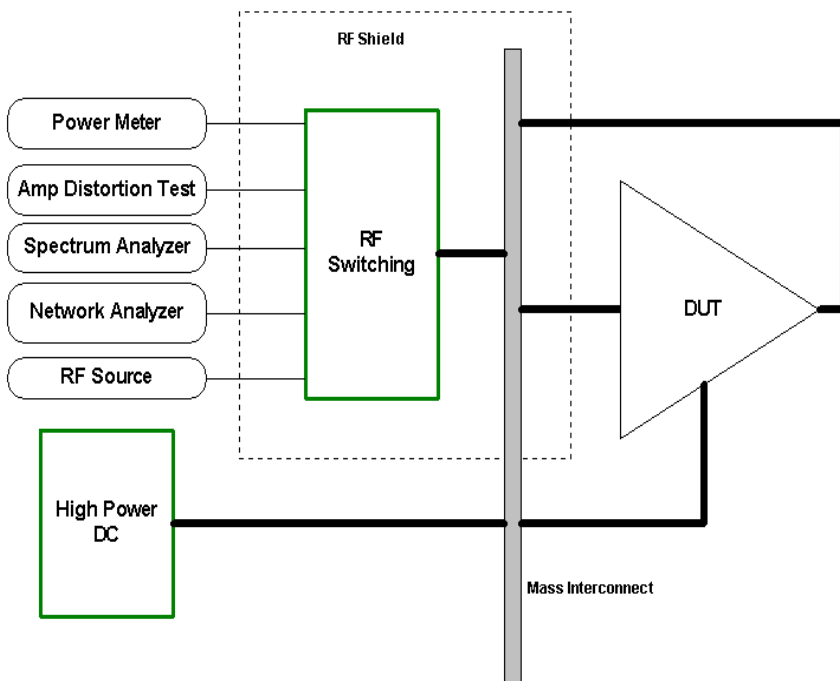 RF Shield
Power Meter
Amp Distortion Test
Spectrum Analyzer
Network Analyzer
RF Source
RF
Switching
DUT
High Power
DC
Mass Interconnect